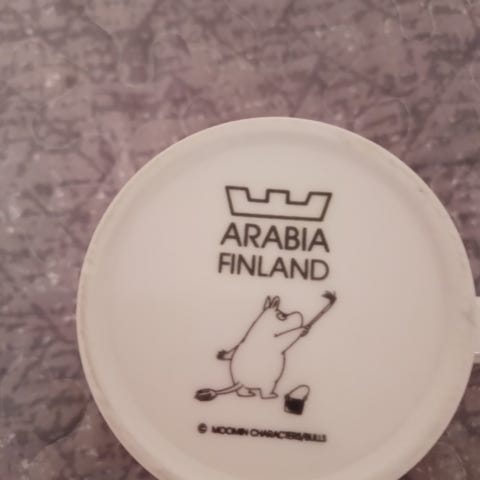 ARABIA
FINLAND
© MOOMIN CHARACTERS/BULLS